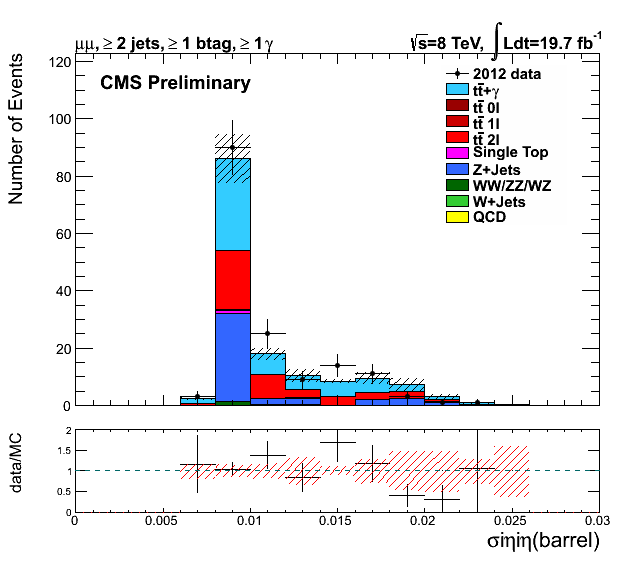 μμ, ≥ 2 jets, ≥ 1 btag, ≥ 1 γ
√s=8 TeV, ∫ Ldt=19.7 fb⁻¹
CMS Preliminary
Number of Events
120
100
80
60
40
20
0
2012 data
tt̄+γ
tt̄ 0l
tt̄ 1l
tt̄ 2l
Single Top
Z+Jets
WW/ZZ/WZ
W+Jets
QCD
data/MC
2
1.5
1
0.5
0
0 0.005 0.01 0.015 0.02 0.025 0.03
σiηiη(barrel)